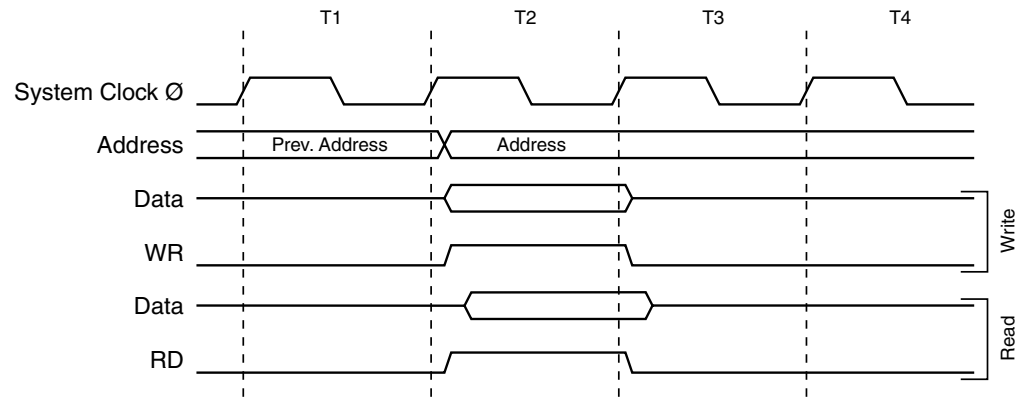 T1 T2 T3 T4
System Clock Ø
Address Prev. Address Address
Data
WR
Write
Data
RD
Read